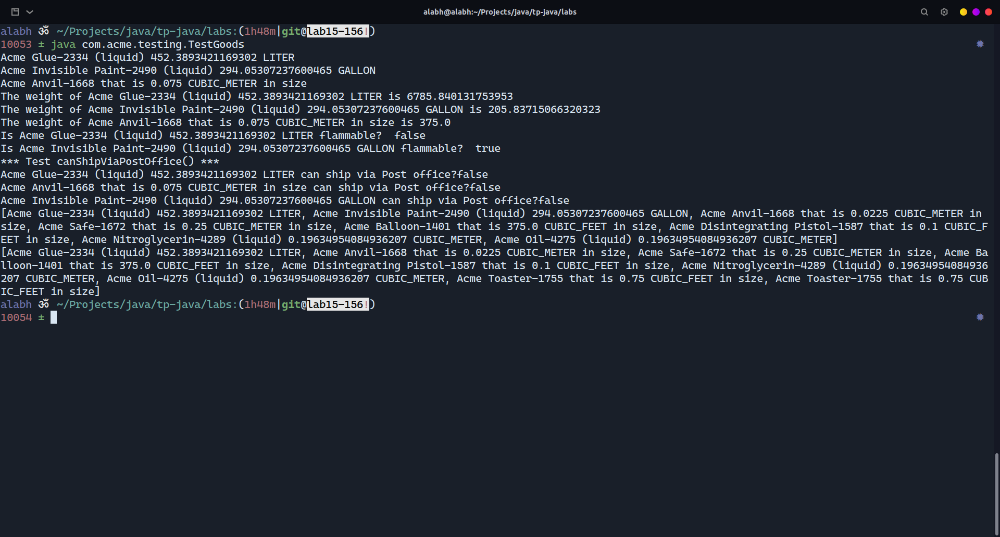 alabh@alabh:~/Projects/java/tp-java/labs
alabh ॐ ~/Projects/java/tp-java/labs:(1h48m|git@lab15-156!)
10053 ± java com.acme.testing.TestGoods
Acme Glue-2334 (liquid) 452.3893421169302 LITER
Acme Invisible Paint-2490 (liquid) 294.05307237600465 GALLON
Acme Anvil-1668 that is 0.075 CUBIC_METER in size
The weight of Acme Glue-2334 (liquid) 452.3893421169302 LITER is 6785.840131753953
The weight of Acme Invisible Paint-2490 (liquid) 294.05307237600465 GALLON is 205.83715066320323
The weight of Acme Anvil-1668 that is 0.075 CUBIC_METER in size is 375.0
Is Acme Glue-2334 (liquid) 452.3893421169302 LITER flammable?  false
Is Acme Invisible Paint-2490 (liquid) 294.05307237600465 GALLON flammable?  true
*** Test canShipViaPostOffice() ***
Acme Glue-2334 (liquid) 452.3893421169302 LITER can ship via Post office?false
Acme Anvil-1668 that is 0.075 CUBIC_METER in size can ship via Post office?false
Acme Invisible Paint-2490 (liquid) 294.05307237600465 GALLON can ship via Post office?false
[Acme Glue-2334 (liquid) 452.3893421169302 LITER, Acme Invisible Paint-2490 (liquid) 294.05307237600465 GALLON, Acme Anvil-1668 that is 0.0225 CUBIC_METER in
size, Acme Safe-1672 that is 0.25 CUBIC_METER in size, Acme Balloon-1401 that is 375.0 CUBIC_FEET in size, Acme Disintegrating Pistol-1587 that is 0.1 CUBIC_F
EET in size, Acme Nitroglycerin-4289 (liquid) 0.19634954084936207 CUBIC_METER, Acme Oil-4275 (liquid) 0.19634954084936207 CUBIC_METER]
[Acme Glue-2334 (liquid) 452.3893421169302 LITER, Acme Anvil-1668 that is 0.0225 CUBIC_METER in size, Acme Safe-1672 that is 0.25 CUBIC_METER in size, Acme Ba
lloon-1401 that is 375.0 CUBIC_FEET in size, Acme Disintegrating Pistol-1587 that is 0.1 CUBIC_FEET in size, Acme Nitroglycerin-4289 (liquid) 0.19634954084936
207 CUBIC_METER, Acme Oil-4275 (liquid) 0.19634954084936207 CUBIC_METER, Acme Toaster-1755 that is 0.75 CUBIC_FEET in size, Acme Toaster-1755 that is 0.75 CUB
IC_FEET in size]
alabh ॐ ~/Projects/java/tp-java/labs:(1h48m|git@lab15-156!)
10054 ±